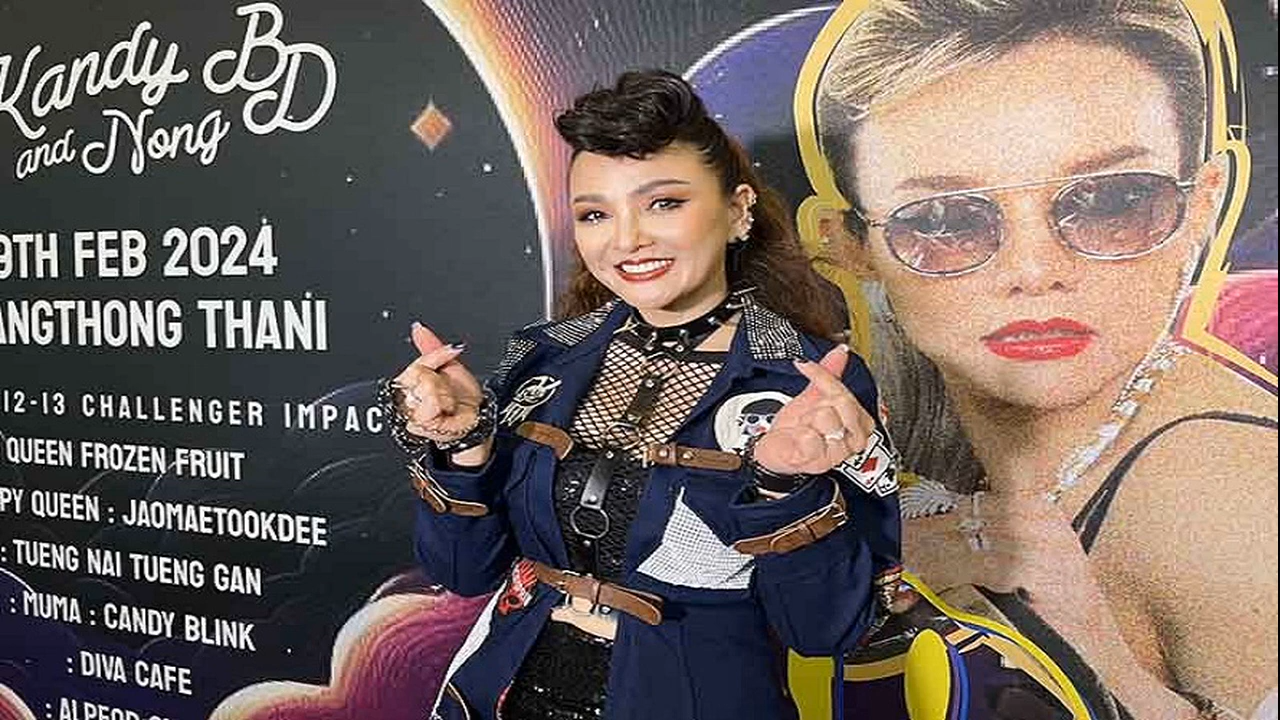 Kandy BD
and Nong
9TH FEB 2024
ANGTHONG THANI
12-13 CHALLENGER IMPAC
QUEEN FROZEN FRUIT
PY QUEEN : JAOMAETOOKDEE
: TUENG NAI TUENG GAN
: MUMA : CANDY BLINK
: DIVA CAFE